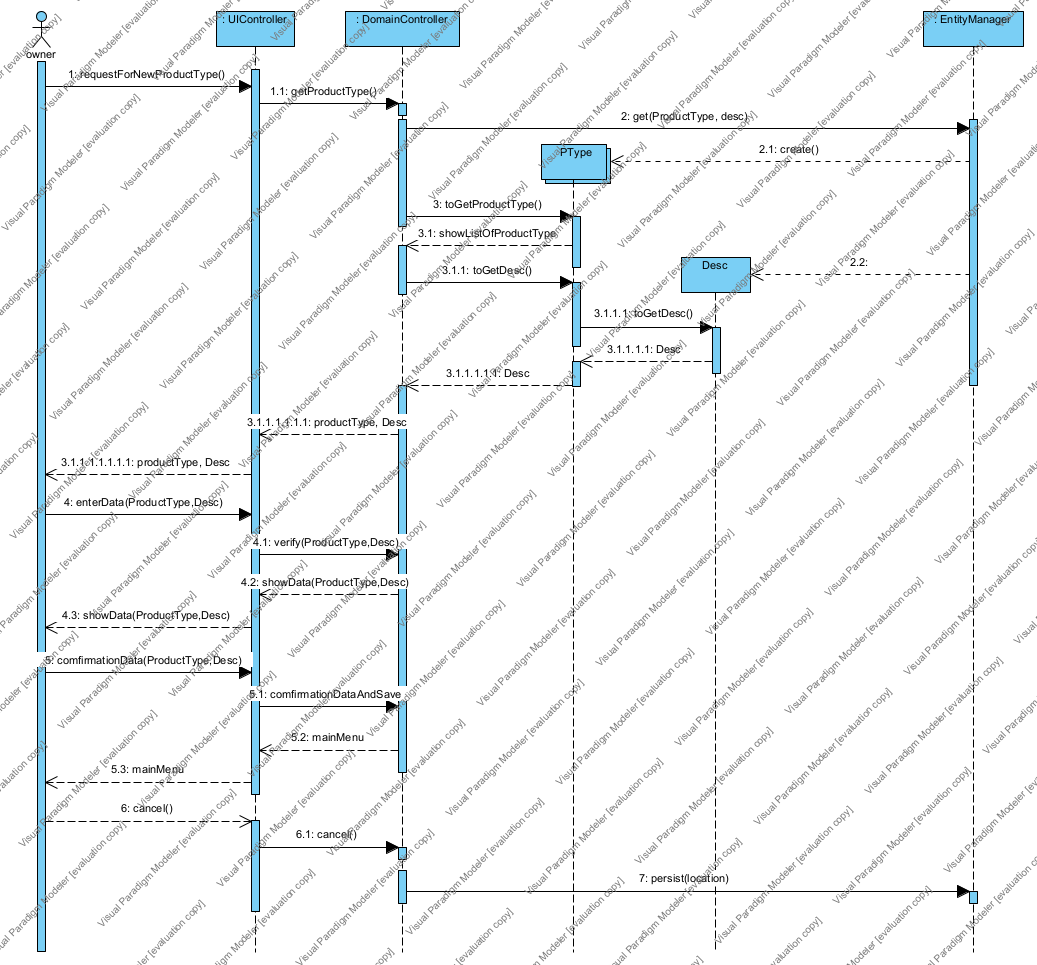 : UIController
: DomainController
: EntityManager
owner
1: requestForNewProductType()
1.1: getProductType()
2: get(ProductType, desc)
PType
2.1: create()
3: toGetProductType()
3.1: showListOfProductType
Desc
2.2:
3.1.1: toGetDesc()
3.1.1.1: toGetDesc()
3.1.1.1.1: Desc
3.1.1.1.1.1: Desc
3.1.1.1.1.1.1: productType, Desc
3.1.1.1.1.1.1.1: productType, Desc
4: enterData(ProductType,Desc)
4.1: verify(ProductType,Desc)
4.2: showData(ProductType,Desc)
4.3: showData(ProductType,Desc)
5: comfirmationData(ProductType,Desc)
5.1: comfirmationDataAndSave
5.2: mainMenu
5.3: mainMenu
6: cancel()
6.1: cancel()
7: persist(location)
Visual Paradigm Modeler [evaluation copy]